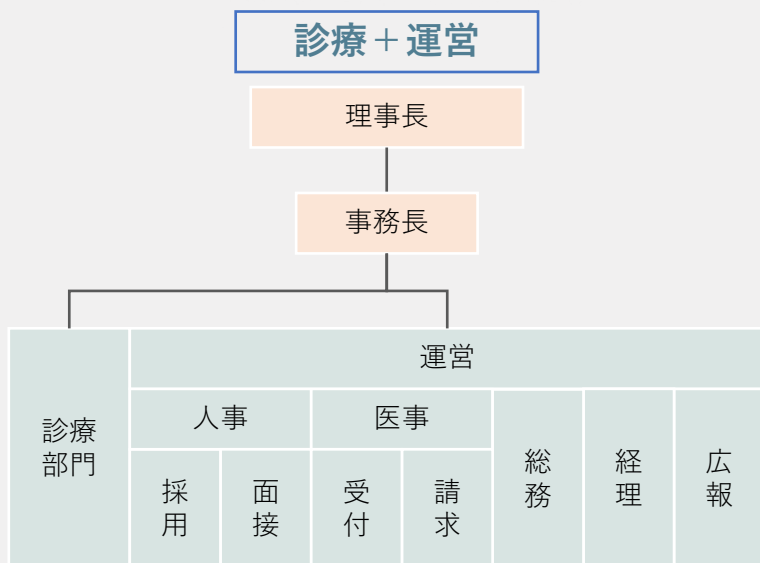 診療＋運営
理事長
事務長
運営
診療
部門
人事
医事
総務
経理
広報
採用
面接
受付
請求